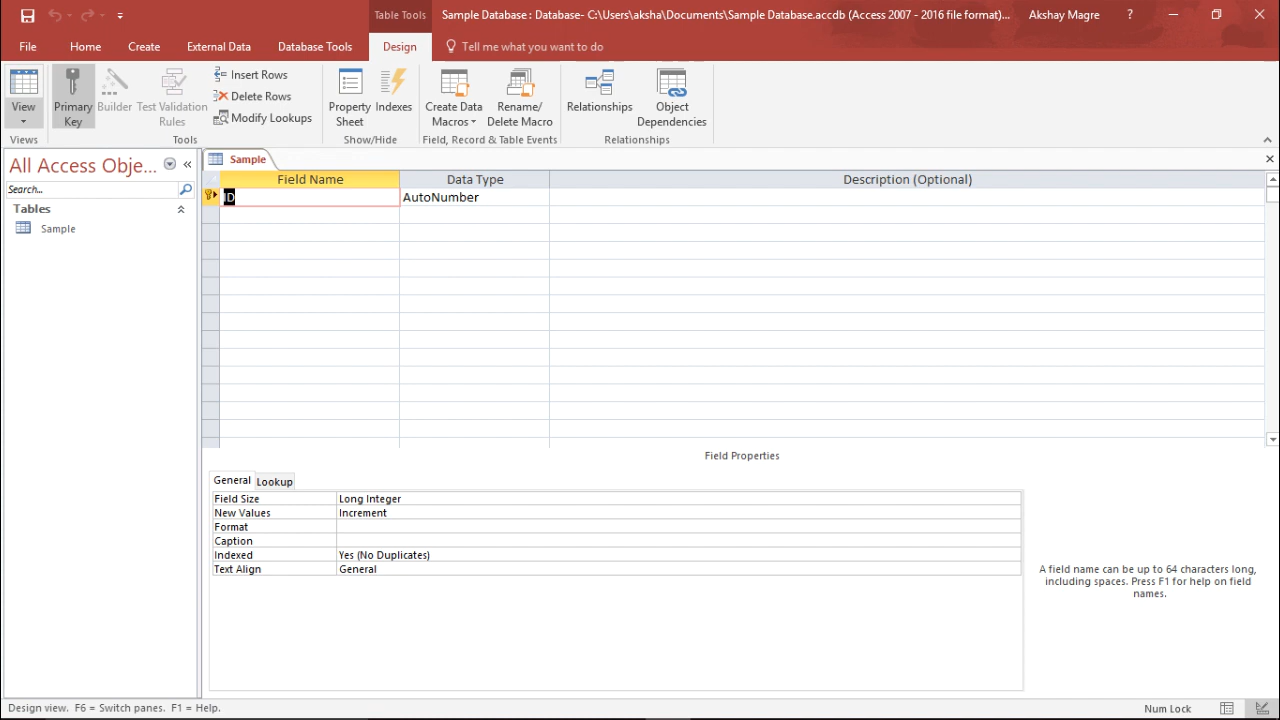 Table Tools
Sample Database : Database- C:\Users\aksha\Documents\Sample Database.accdb (Access 2007 - 2016 file format)...
Akshay Magre
?
File
Home
Create
External Data
Database Tools
Design
Tell me what you want to do
View
Primary Key
Builder
Test Validation Rules
Insert Rows
Delete Rows
Modify Lookups
Property Sheet
Indexes
Create Data Macros
Rename/ Delete Macro
Relationships
Object Dependencies
Views
Tools
Show/Hide
Field, Record & Table Events
Relationships
All Access Obje...
Search...
Tables
Sample
Sample
Field Name
Data Type
Description (Optional)
ID
AutoNumber
Field Properties
General
Lookup
Field Size
Long Integer
New Values
Increment
Format
Caption
Indexed
Yes (No Duplicates)
Text Align
General
A field name can be up to 64 characters long,
including spaces. Press F1 for help on field
names.
Design view. F6 = Switch panes. F1 = Help.
Num Lock